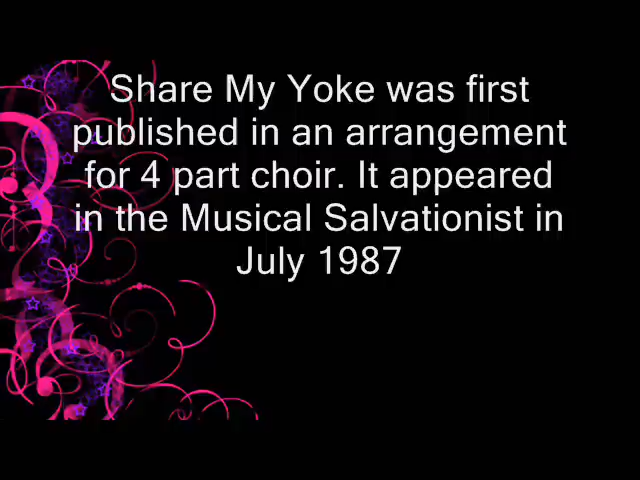 Share My Yoke was first
published in an arrangement
for 4 part choir. It appeared
in the Musical Salvationist in
July 1987